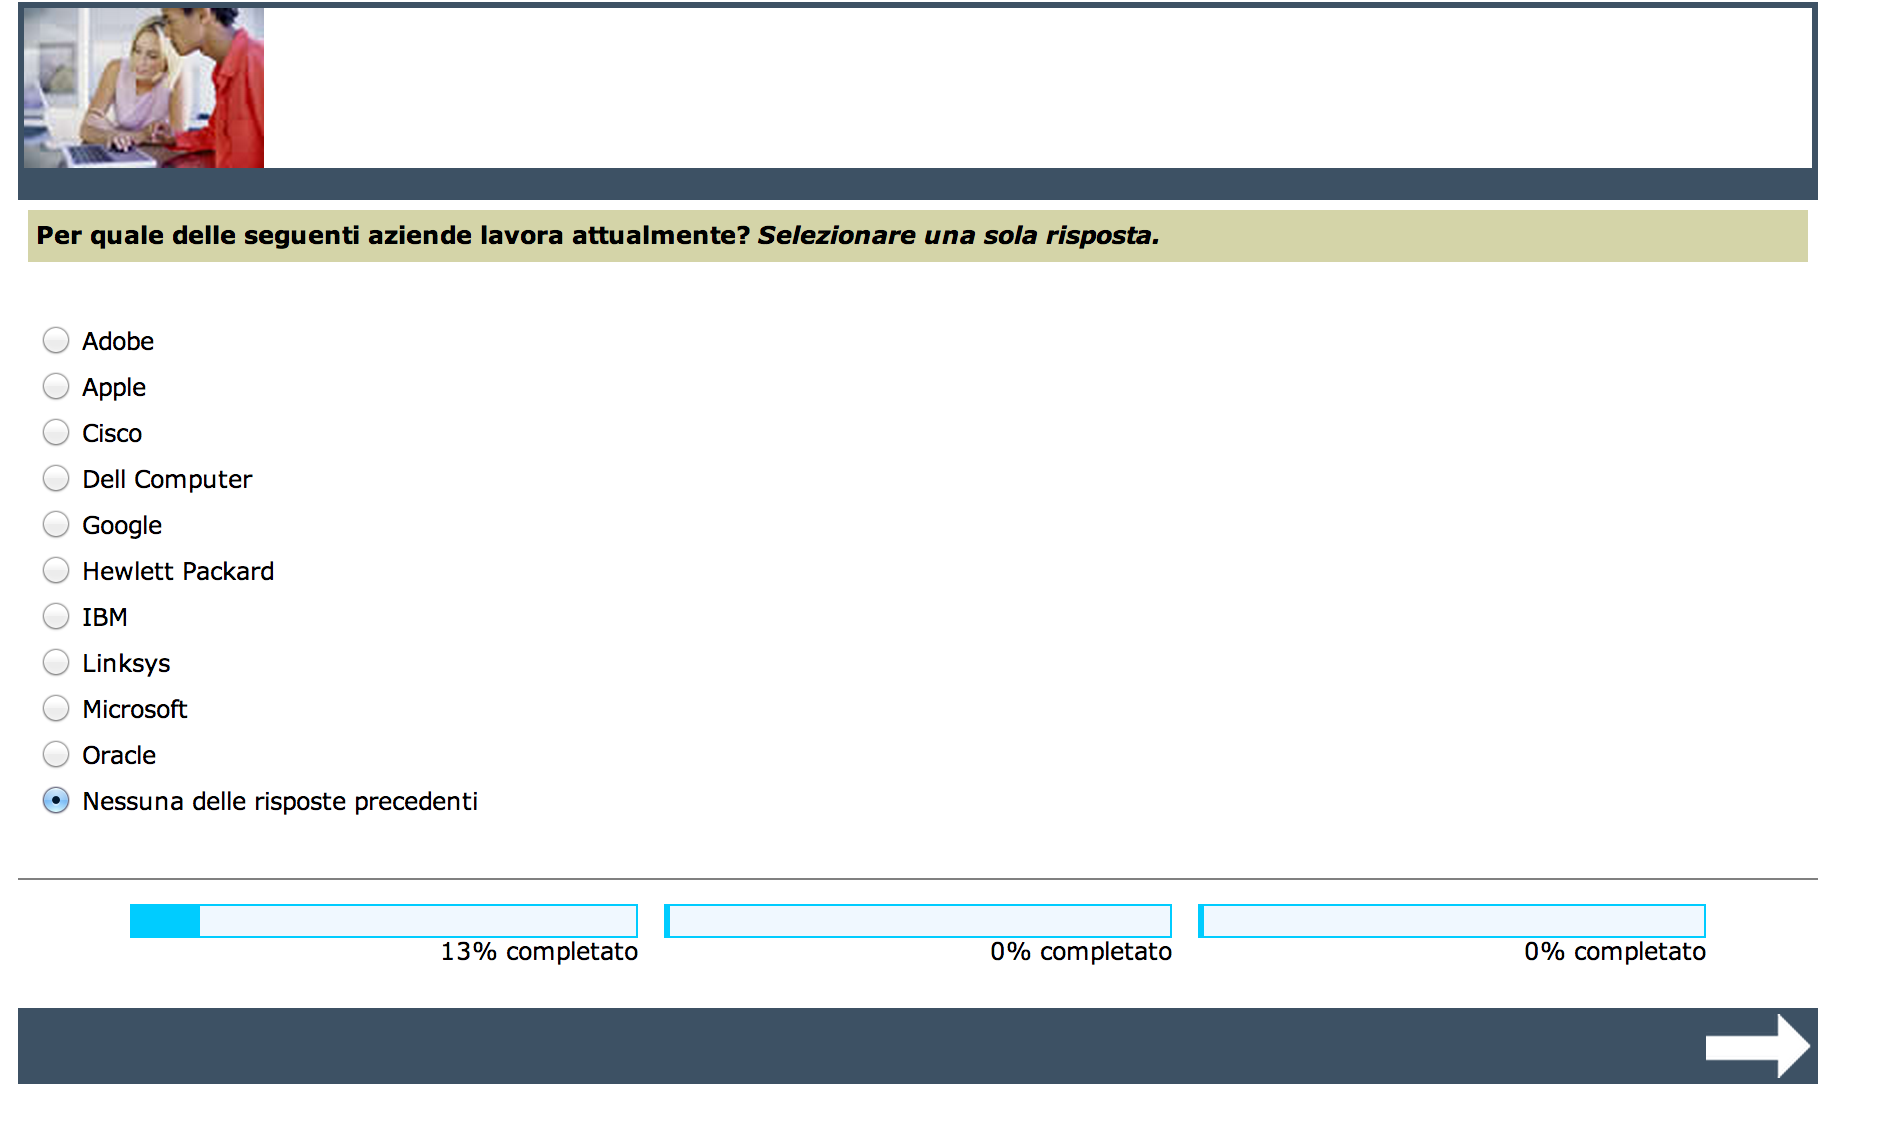 Per quale delle seguenti aziende lavora attualmente? Selezionare una sola risposta.
Adobe
Apple
Cisco
Dell Computer
Google
Hewlett Packard
IBM
Linksys
Microsoft
Oracle
Nessuna delle risposte precedenti
13% completato
0% completato
0% completato